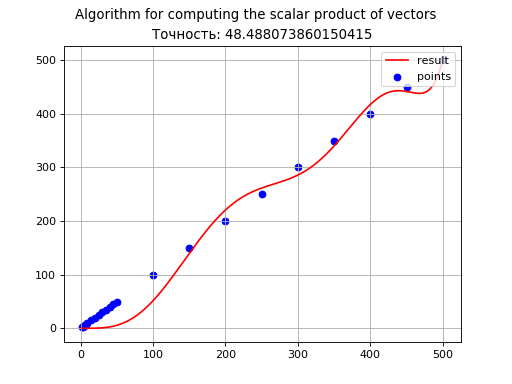 Algorithm for computing the scalar product of vectors
Точность: 48.488073860150415
result
points
500
400
300
200
100
0
0 100 200 300 400 500